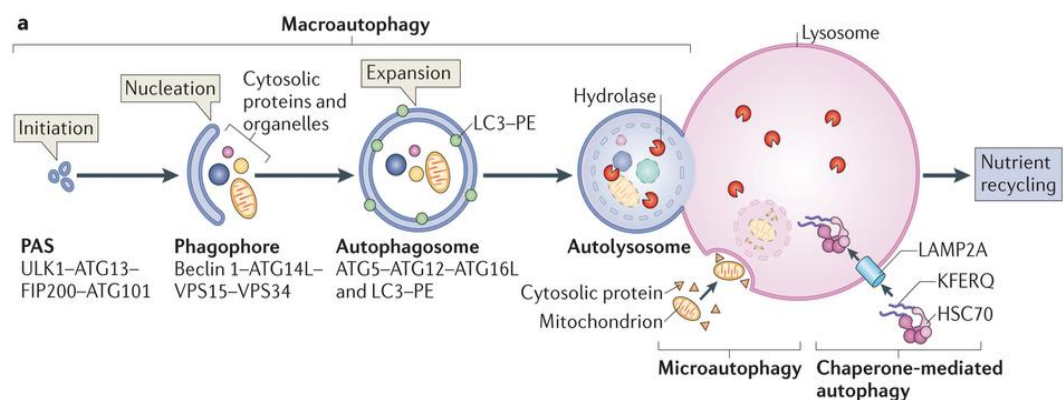 a
Macroautophagy
Lysosome
Initiation
Nucleation
Cytosolic
proteins and
organelles
Expansion
LC3–PE
Hydrolase
Nutrient
recycling
PAS
ULK1–ATG13–
FIP200–ATG101
Phagophore
Beclin 1–ATG14L–
VPS15–VPS34
Autophagosome
ATG5–ATG12–ATG16L
and LC3–PE
Autolysosome
Cytosolic protein
Mitochondrion
LAMP2A
KFERQ
HSC70
Microautophagy
Chaperone-mediated
autophagy